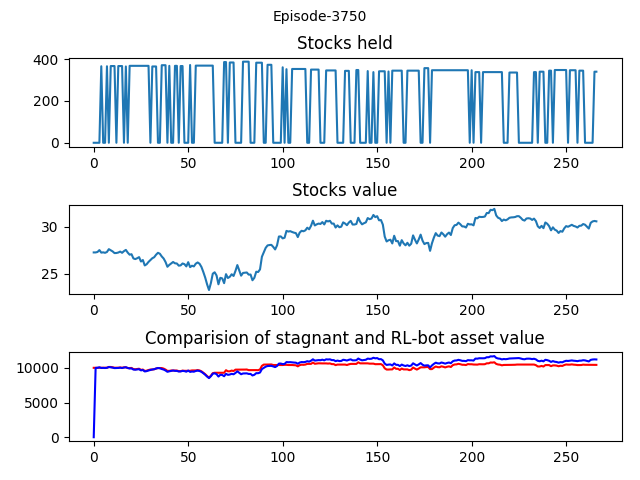 Episode-3750
Stocks held
400
200
0
0 50 100 150 200 250
Stocks value
30
25
0 50 100 150 200 250
Comparision of stagnant and RL-bot asset value
10000
5000
0
0 50 100 150 200 250